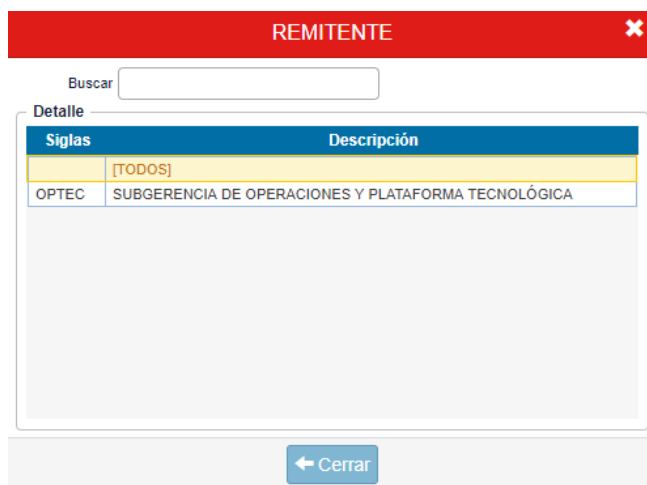 REMITENTE
Buscar
Detalle
Siglas Descripción
[TODOS]
OPTEC SUBGERENCIA DE OPERACIONES Y PLATAFORMA TECNOLÓGICA
Cerrar